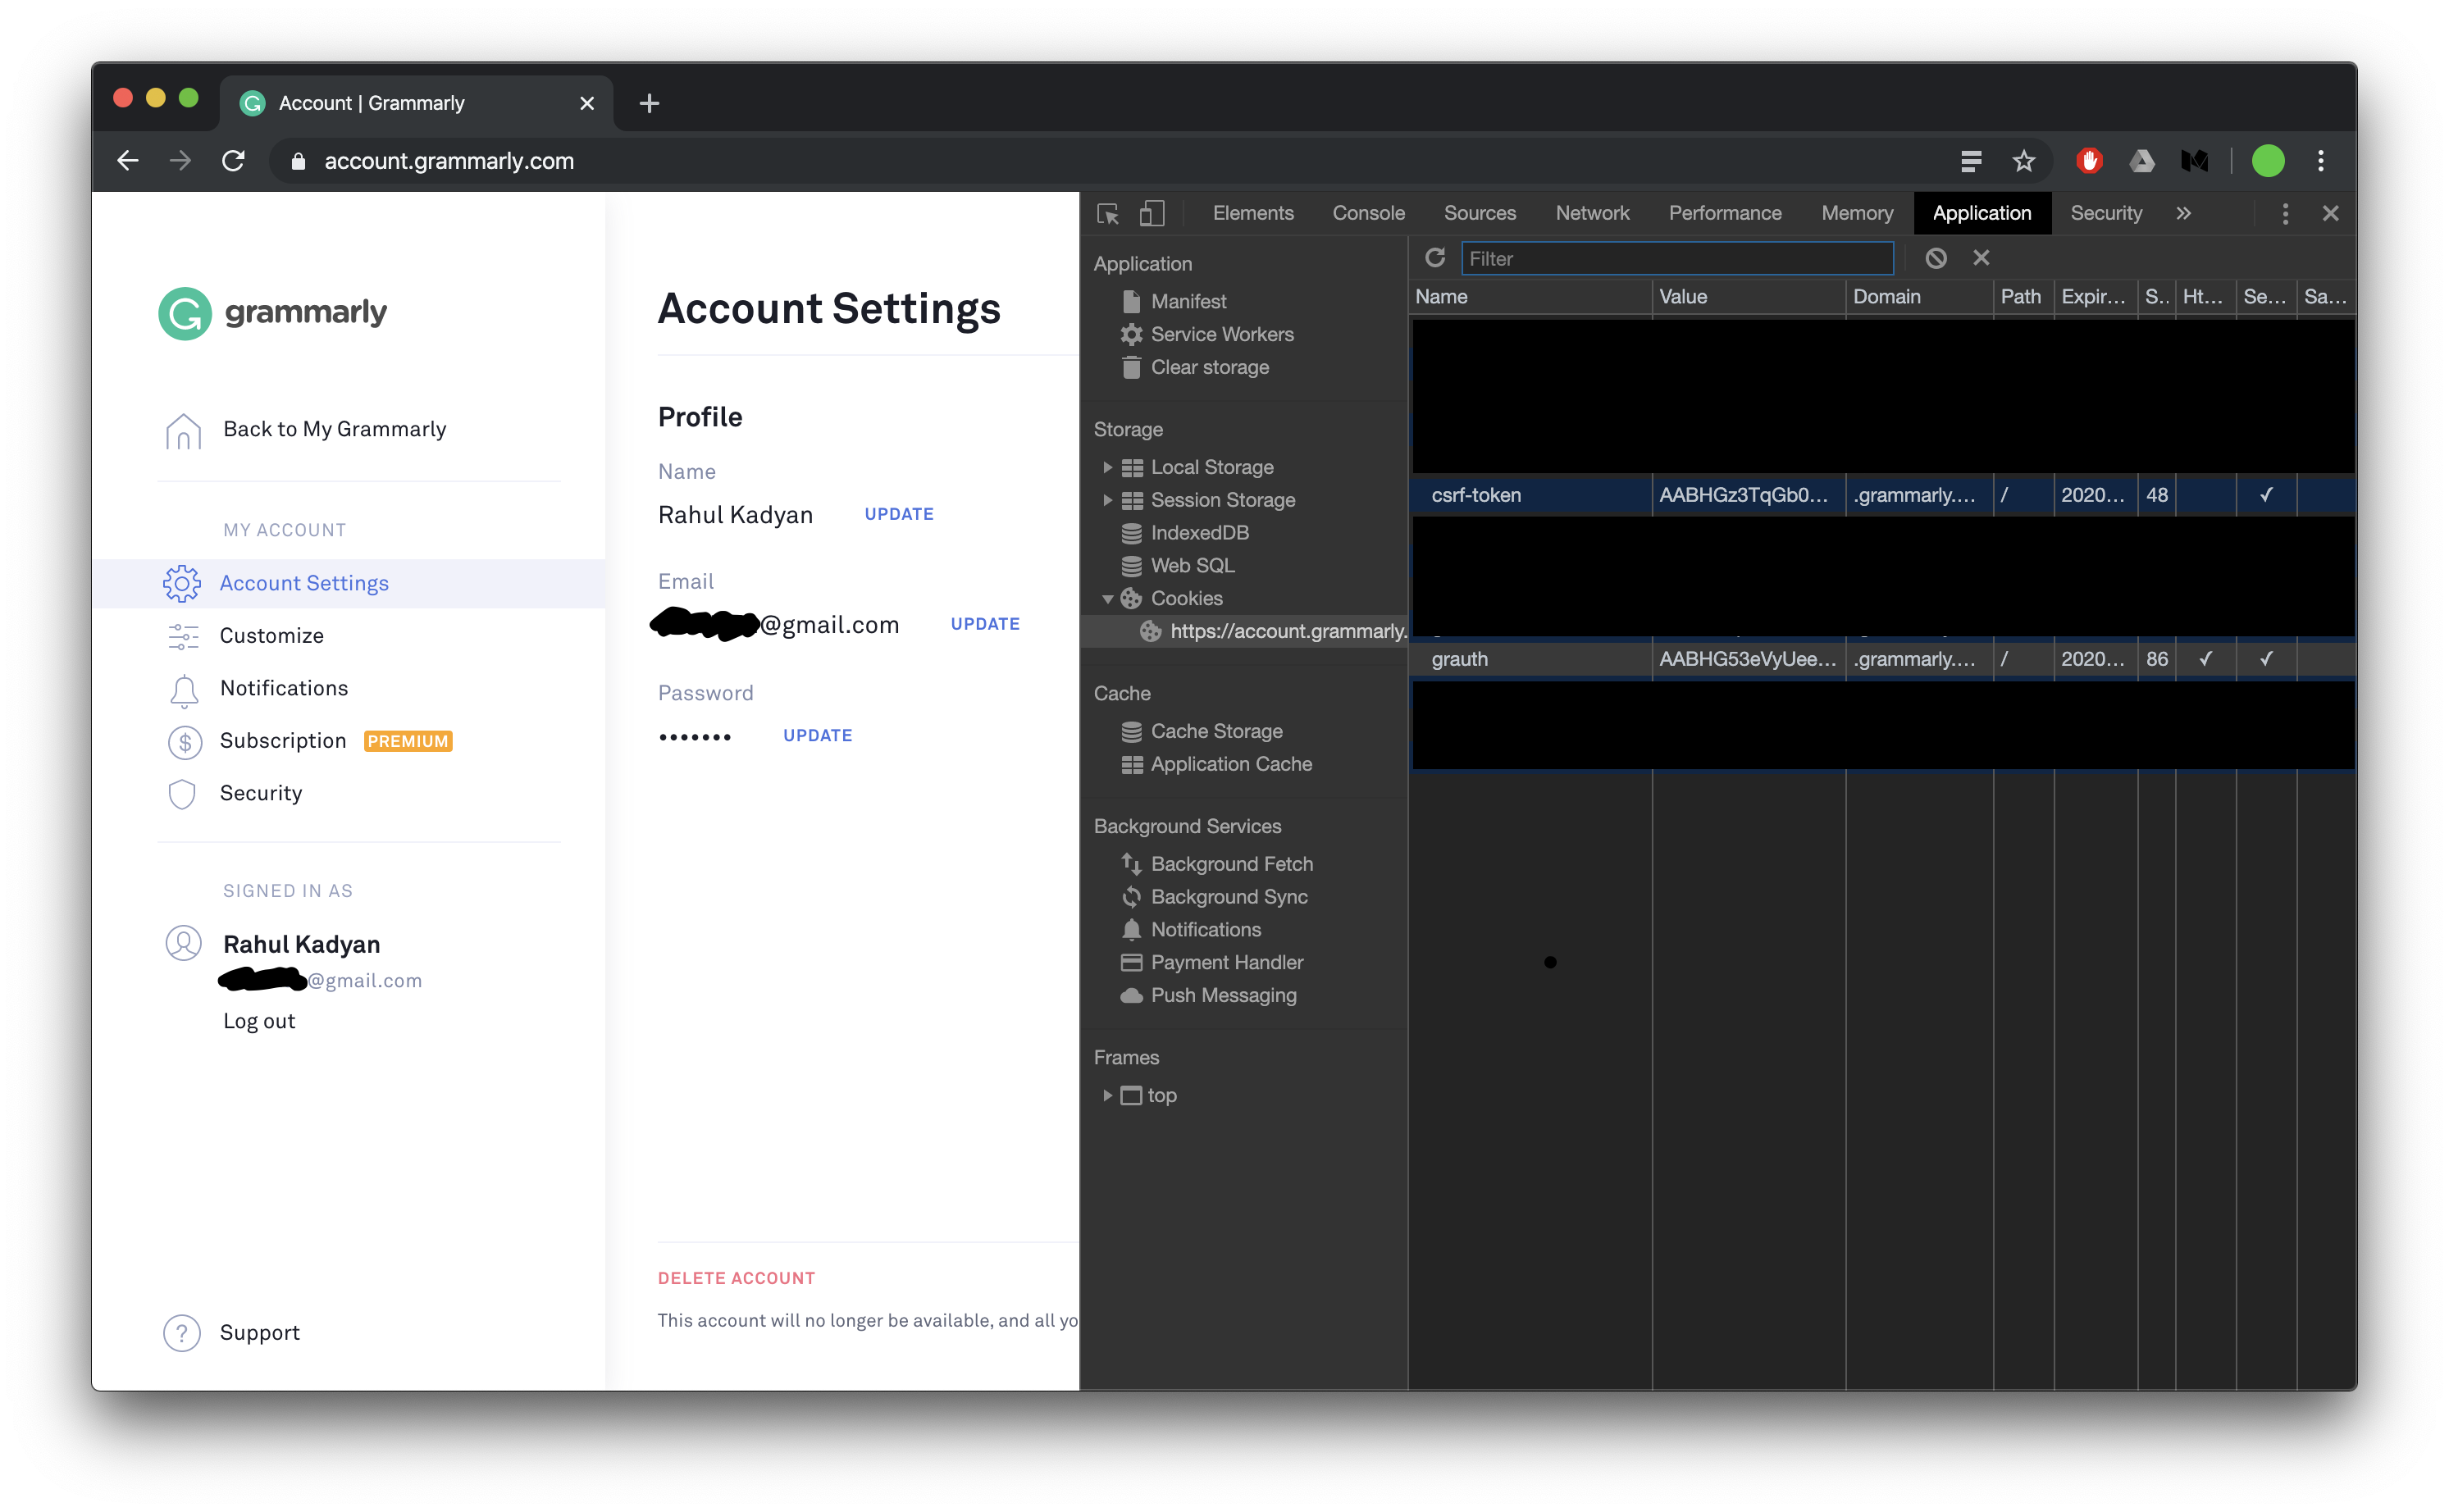 Account | Grammarly
account.grammarly.com
grammarly
Back to My Grammarly
MY ACCOUNT
Account Settings
Customize
Notifications
Subscription PREMIUM
Security
SIGNED IN AS
Rahul Kadyan
@gmail.com
Log out
Support
Account Settings
Profile
Name
Rahul Kadyan UPDATE
Email
@gmail.com UPDATE
Password
••••••• UPDATE
DELETE ACCOUNT
This account will no longer be available, and all yo
Elements Console Sources Network Performance Memory Application Security »
Application
Manifest
Service Workers
Clear storage
Storage
Local Storage
Session Storage
IndexedDB
Web SQL
Cookies
https://account.grammarly.
Cache
Cache Storage
Application Cache
Background Services
Background Fetch
Background Sync
Notifications
Payment Handler
Push Messaging
Frames
top
Filter
Name Value Domain Path Expir... S.. Ht... Se... Sa...
csrf-token AABHGz3TqGb0... .grammarly.... / 2020... 48 ✓
grauth AABHG53eVyUee... .grammarly.... / 2020... 86 ✓ ✓